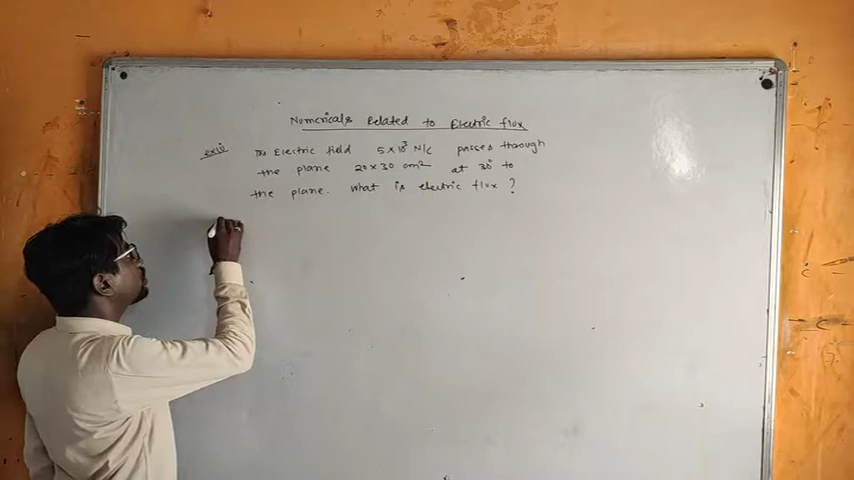 Numericals Related to Electric flux
ex:①
The Electric field 5×10³ N/C passes through
the plane 20×30 cm² at 30° to
the plane. What is electric flux ?